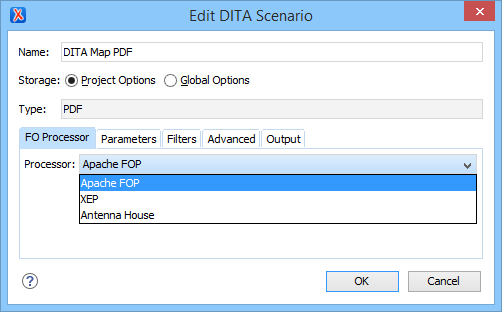 Edit DITA Scenario
Name: DITA Map PDF
Storage: Project Options Global Options
Type: PDF
FO Processor Parameters Filters Advanced Output
Processor: Apache FOP
Apache FOP
XEP
Antenna House
? OK Cancel